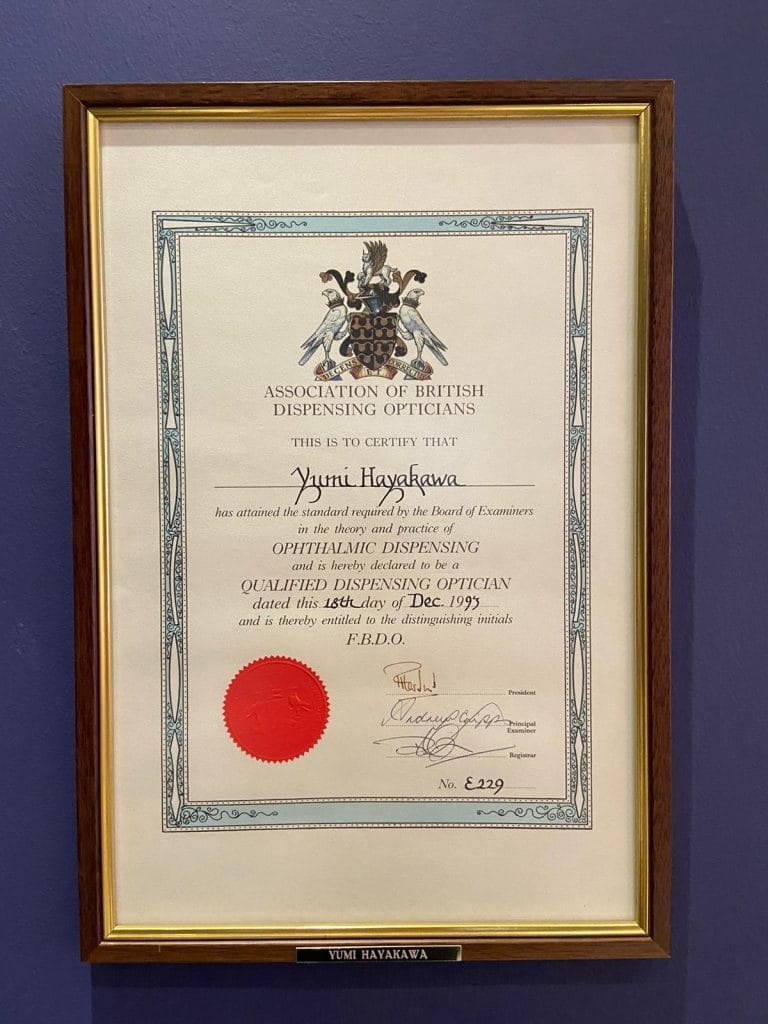 DECENS ET CORRECTUS
ASSOCIATION OF BRITISH
DISPENSING OPTICIANS
THIS IS TO CERTIFY THAT
Yumi Hayakawa
has attained the standard required by the Board of Examiners
in the theory and practice of
OPHTHALMIC DISPENSING
and is hereby declared to be a
QUALIFIED DISPENSING OPTICIAN
dated this 18th day of Dec. 1995
and is thereby entitled to the distinguishing initials
F.B.D.O.
President
Principal
Examiner
Registrar
No. E229
YUMI HAYAKAWA